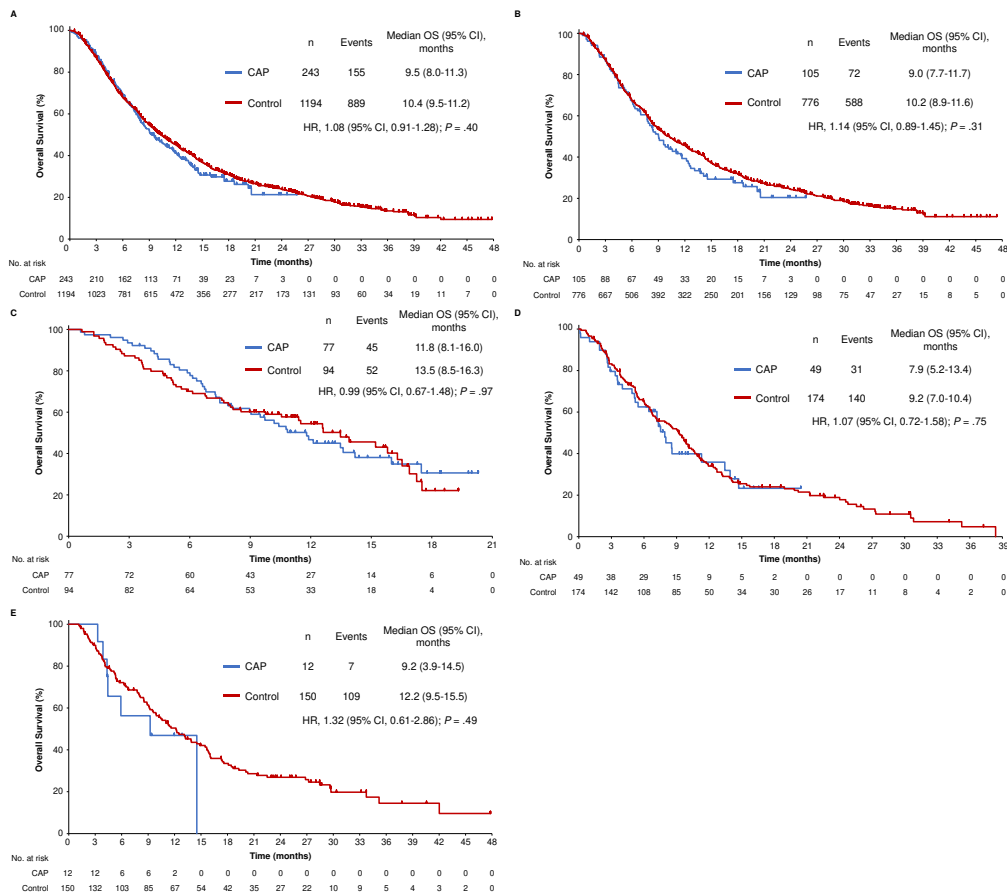 A
Overall Survival (%)
100
80
60
40
20
0
n Events Median OS (95% CI), months
CAP 243 155 9.5 (8.0-11.3)
Control 1194 889 10.4 (9.5-11.2)
HR, 1.08 (95% CI, 0.91-1.28); P = .40
0 3 6 9 12 15 18 21 24 27 30 33 36 39 42 45 48
Time (months)
No. at risk
CAP 243 210 162 113 71 39 23 7 3 0 0 0 0 0 0 0 0
Control 1194 1023 781 615 472 356 277 217 173 131 93 60 34 19 11 7 0
B
Overall Survival (%)
100
80
60
40
20
0
n Events Median OS (95% CI), months
CAP 105 72 9.0 (7.7-11.7)
Control 776 588 10.2 (8.9-11.6)
HR, 1.14 (95% CI, 0.89-1.45); P = .31
0 3 6 9 12 15 18 21 24 27 30 33 36 39 42 45 48
Time (months)
No. at risk
CAP 105 88 67 49 33 20 15 7 3 0 0 0 0 0 0 0 0
Control 776 667 506 392 322 250 201 156 129 98 75 47 27 15 8 5 0
C
Overall Survival (%)
100
80
60
40
20
0
n Events Median OS (95% CI), months
CAP 77 45 11.8 (8.1-16.0)
Control 94 52 13.5 (8.5-16.3)
HR, 0.99 (95% CI, 0.67-1.48); P = .97
0 3 6 9 12 15 18 21
Time (months)
No. at risk
CAP 77 72 60 43 27 14 6 0
Control 94 82 64 53 33 18 4 0
D
Overall Survival (%)
100
80
60
40
20
0
n Events Median OS (95% CI), months
CAP 49 31 7.9 (5.2-13.4)
Control 174 140 9.2 (7.0-10.4)
HR, 1.07 (95% CI, 0.72-1.58); P = .75
0 3 6 9 12 15 18 21 24 27 30 33 36 39
Time (months)
No. at risk
CAP 49 38 29 15 9 5 2 0 0 0 0 0 0 0
Control 174 142 108 85 50 34 30 26 17 11 8 4 2 0
E
Overall Survival (%)
100
80
60
40
20
0
n Events Median OS (95% CI), months
CAP 12 7 9.2 (3.9-14.5)
Control 150 109 12.2 (9.5-15.5)
HR, 1.32 (95% CI, 0.61-2.86); P = .49
0 3 6 9 12 15 18 21 24 27 30 33 36 39 42 45 48
Time (months)
No. at risk
CAP 12 12 6 6 2 0 0 0 0 0 0 0 0 0 0 0 0
Control 150 132 103 85 67 54 42 35 27 22 10 9 5 4 3 2 0